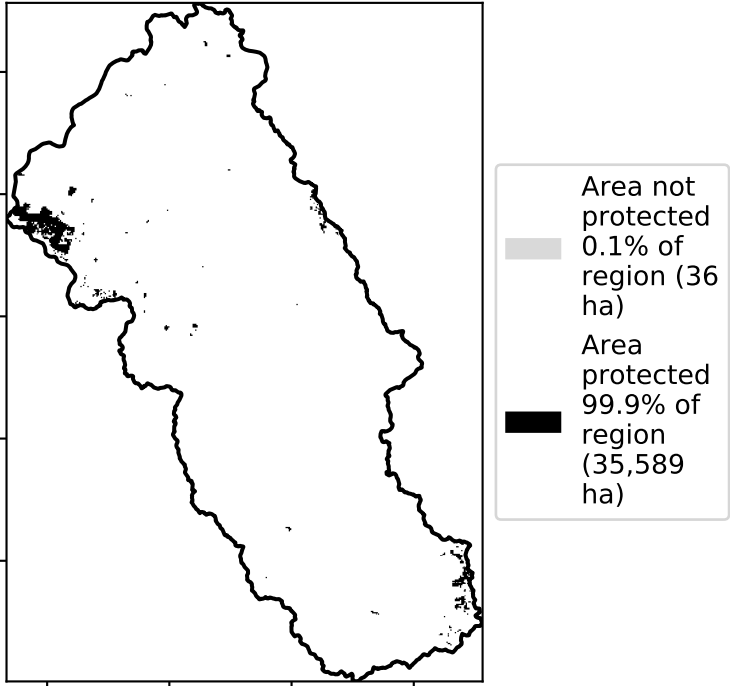 Area not
protected
0.1% of
region (36
ha)
Area
protected
99.9% of
region
(35,589
ha)